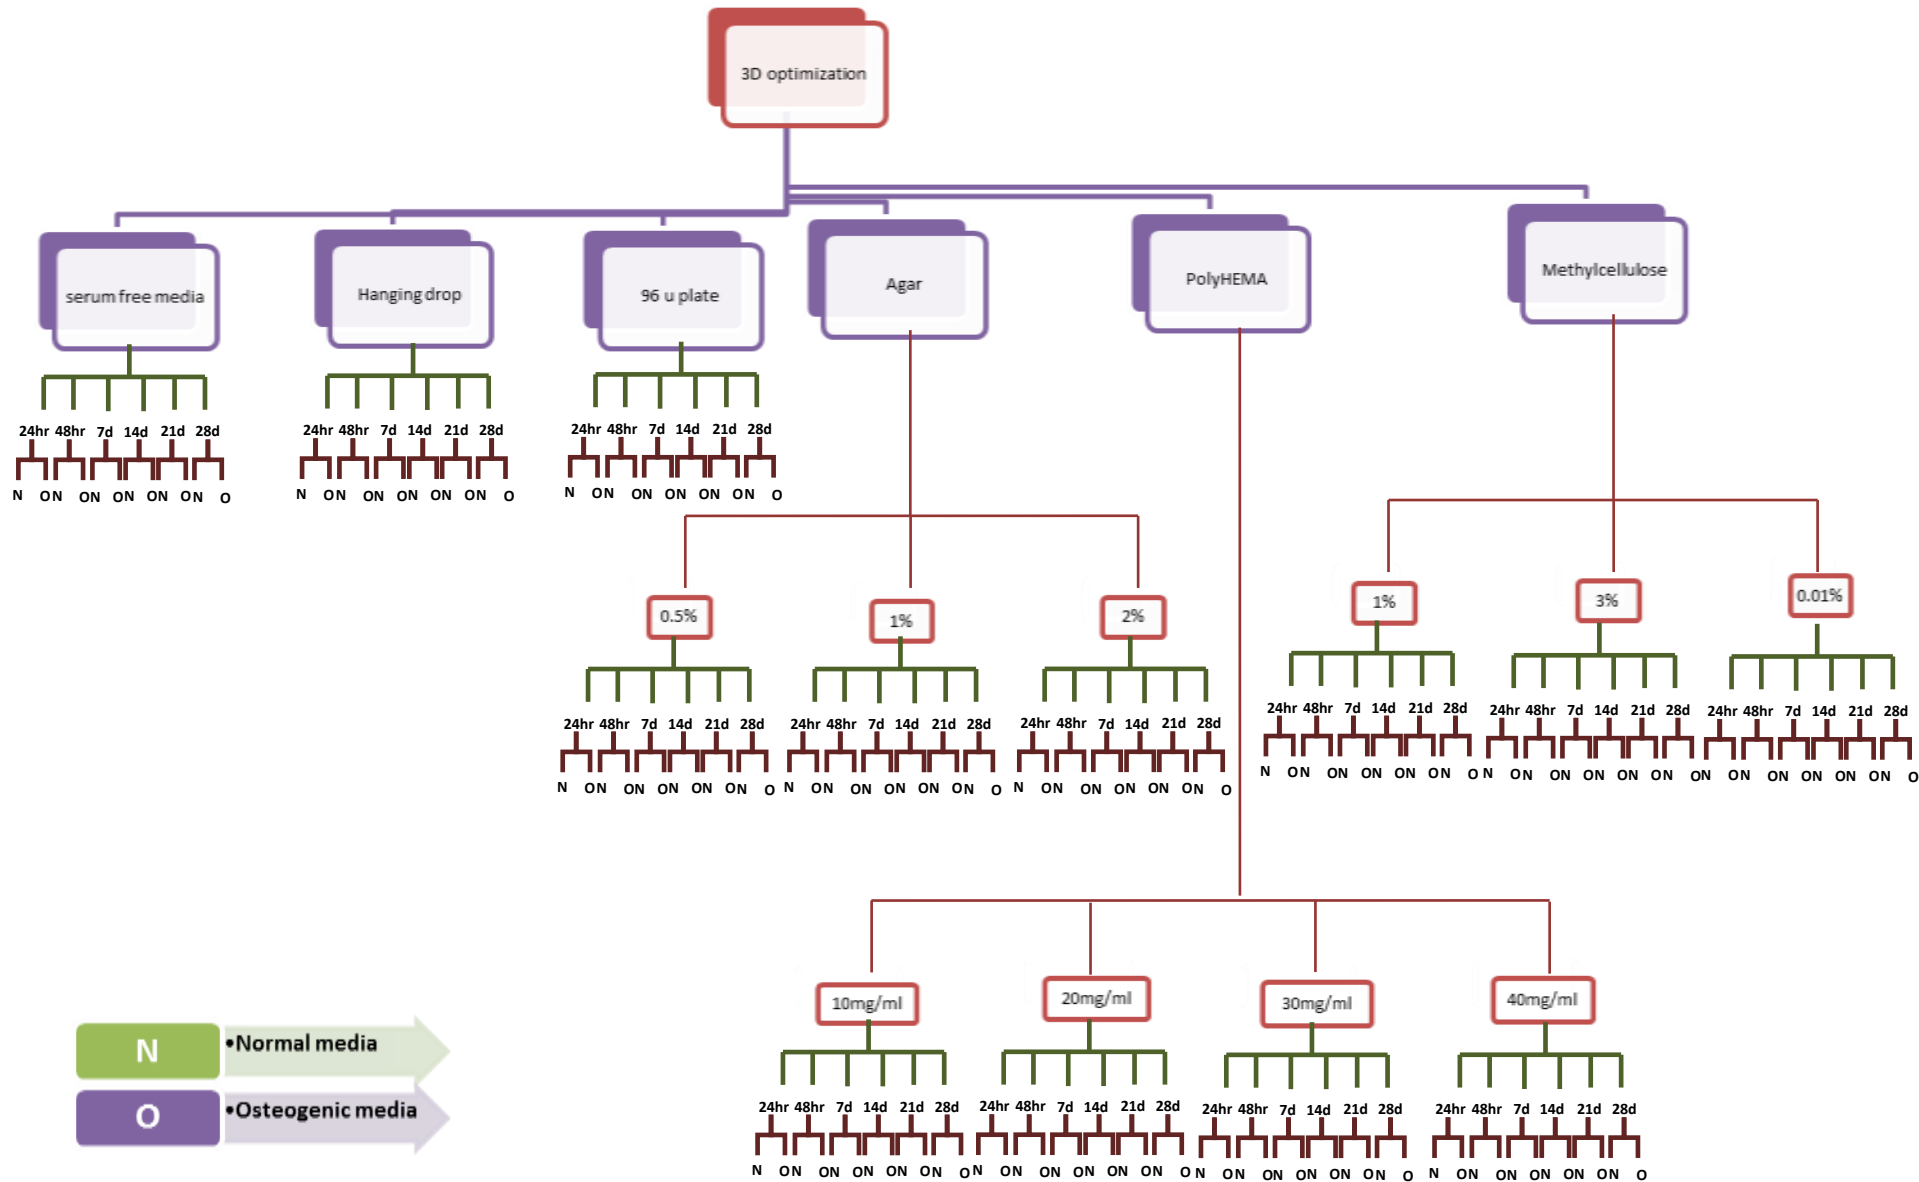 3D optimization
serum free media
Hanging drop
96 u plate
Agar
PolyHEMA
Methylcellulose
24hr 48hr 7d 14d 21d 28d
N ON ON ON ON ON O
24hr 48hr 7d 14d 21d 28d
N ON ON ON ON ON O
24hr 48hr 7d 14d 21d 28d
N ON ON ON ON ON O
0.5%
1%
2%
1%
3%
0.01%
24hr 48hr 7d 14d 21d 28d
N ON ON ON ON ON O
24hr 48hr 7d 14d 21d 28d
N ON ON ON ON ON O
24hr 48hr 7d 14d 21d 28d
N ON ON ON ON ON O
24hr 48hr 7d 14d 21d 28d
N ON ON ON ON ON O
24hr 48hr 7d 14d 21d 28d
N ON ON ON ON ON O
24hr 48hr 7d 14d 21d 28d
N ON ON ON ON ON O
10mg/ml
20mg/ml
30mg/ml
40mg/ml
24hr 48hr 7d 14d 21d 28d
N ON ON ON ON ON O
24hr 48hr 7d 14d 21d 28d
N ON ON ON ON ON O
24hr 48hr 7d 14d 21d 28d
N ON ON ON ON ON O
24hr 48hr 7d 14d 21d 28d
N ON ON ON ON ON O
N •Normal media
O •Osteogenic media